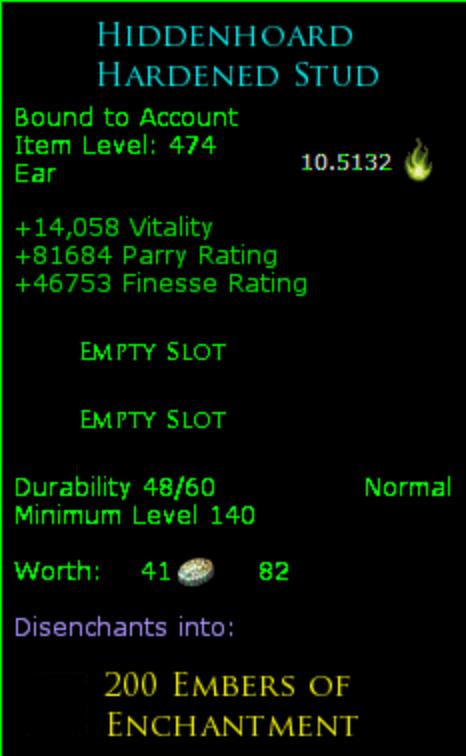 Hiddenhoard
Hardened Stud
Bound to Account
Item Level: 474
Ear
10.5132
+14,058 Vitality
+81684 Parry Rating
+46753 Finesse Rating
Empty Slot
Empty Slot
Durability 48/60 Normal
Minimum Level 140
Worth: 41 82
Disenchants into:
200 Embers of
Enchantment